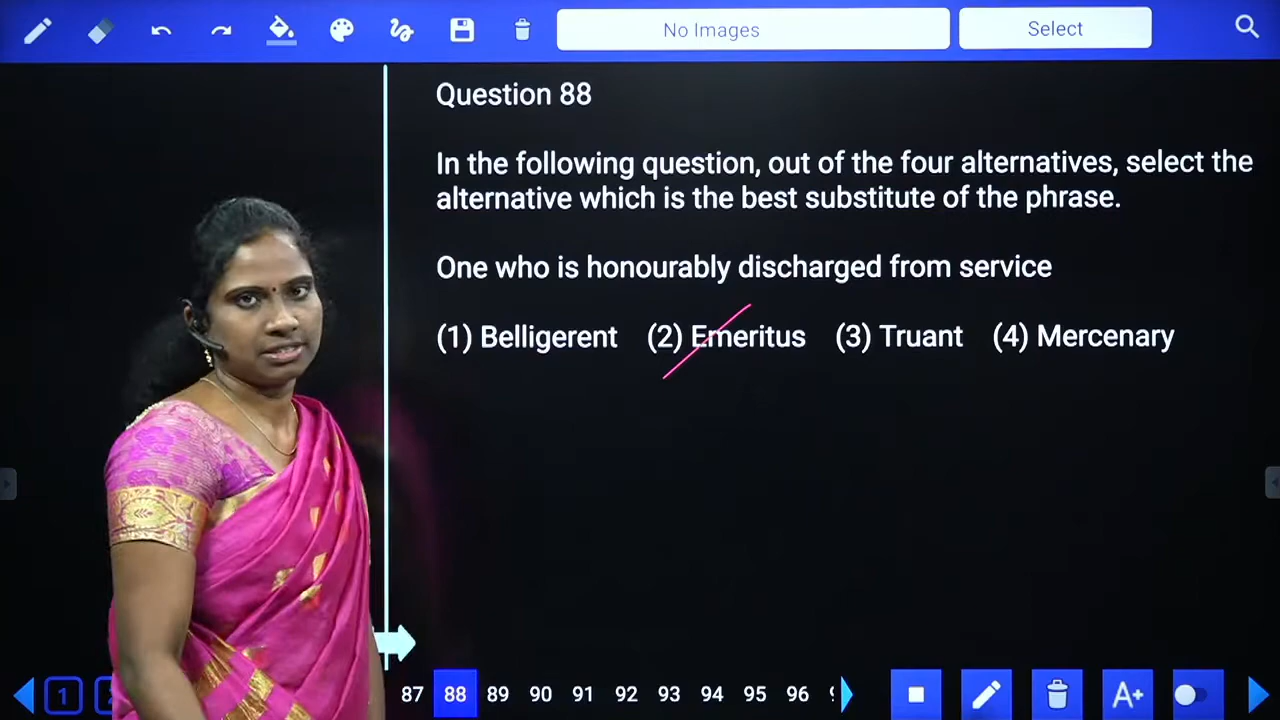 No Images
Select
Question 88
In the following question, out of the four alternatives, select the
alternative which is the best substitute of the phrase.
One who is honourably discharged from service
(1) Belligerent (2) Emeritus (3) Truant (4) Mercenary
1 87 88 89 90 91 92 93 94 95 96
A+